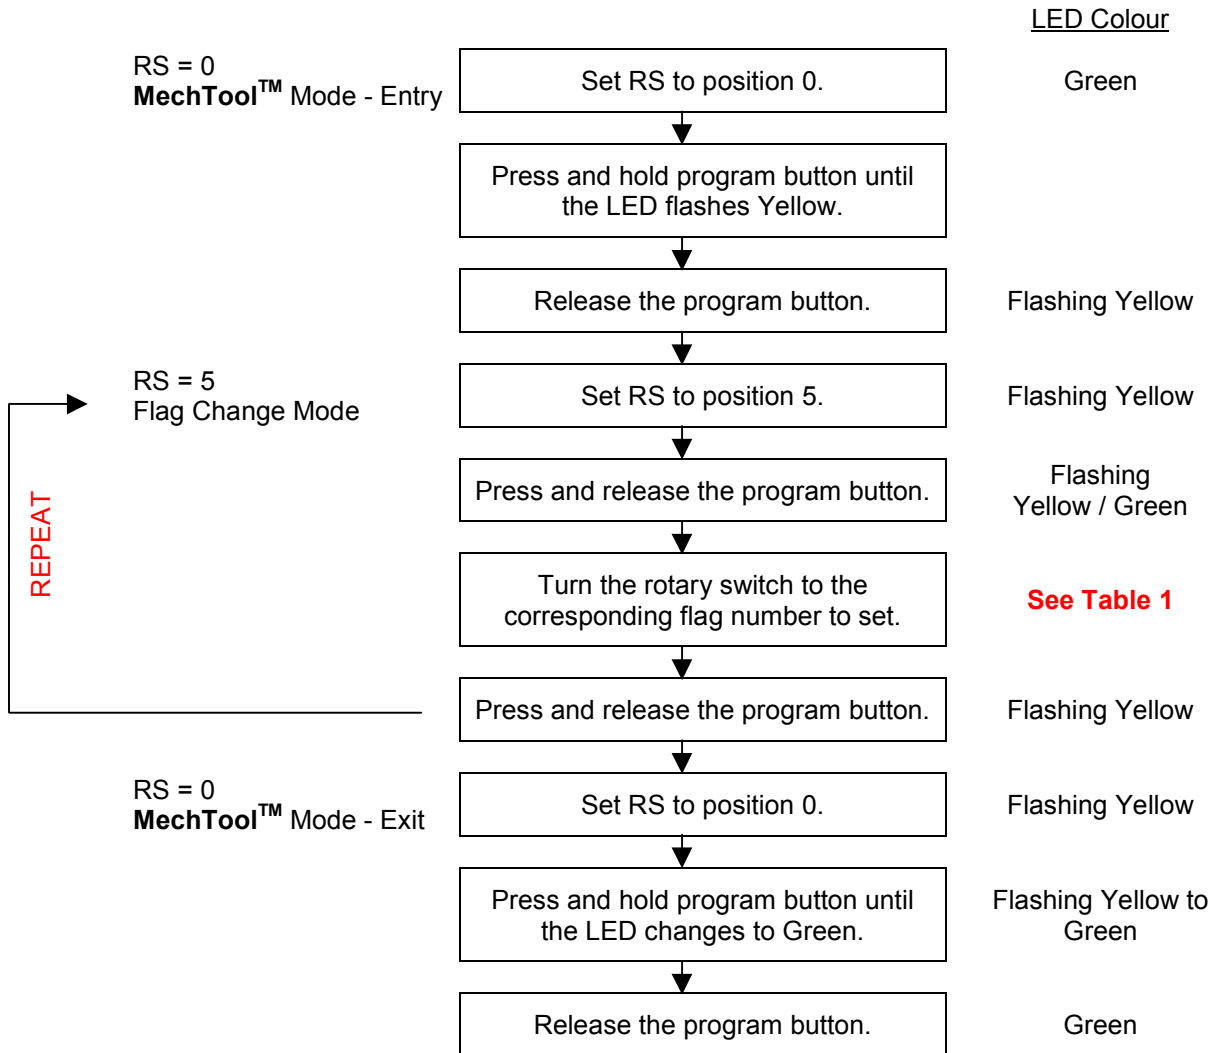 LED Colour
RS = 0
MechTool™ Mode - Entry
Set RS to position 0.
Green
Press and hold program button until
the LED flashes Yellow.
Release the program button.
Flashing Yellow
RS = 5
Flag Change Mode
Set RS to position 5.
Flashing Yellow
Press and release the program button.
Flashing
Yellow / Green
REPEAT
Turn the rotary switch to the
corresponding flag number to set.
See Table 1
Press and release the program button.
Flashing Yellow
RS = 0
MechTool™ Mode - Exit
Set RS to position 0.
Flashing Yellow
Press and hold program button until
the LED changes to Green.
Flashing Yellow to
Green
Release the program button.
Green